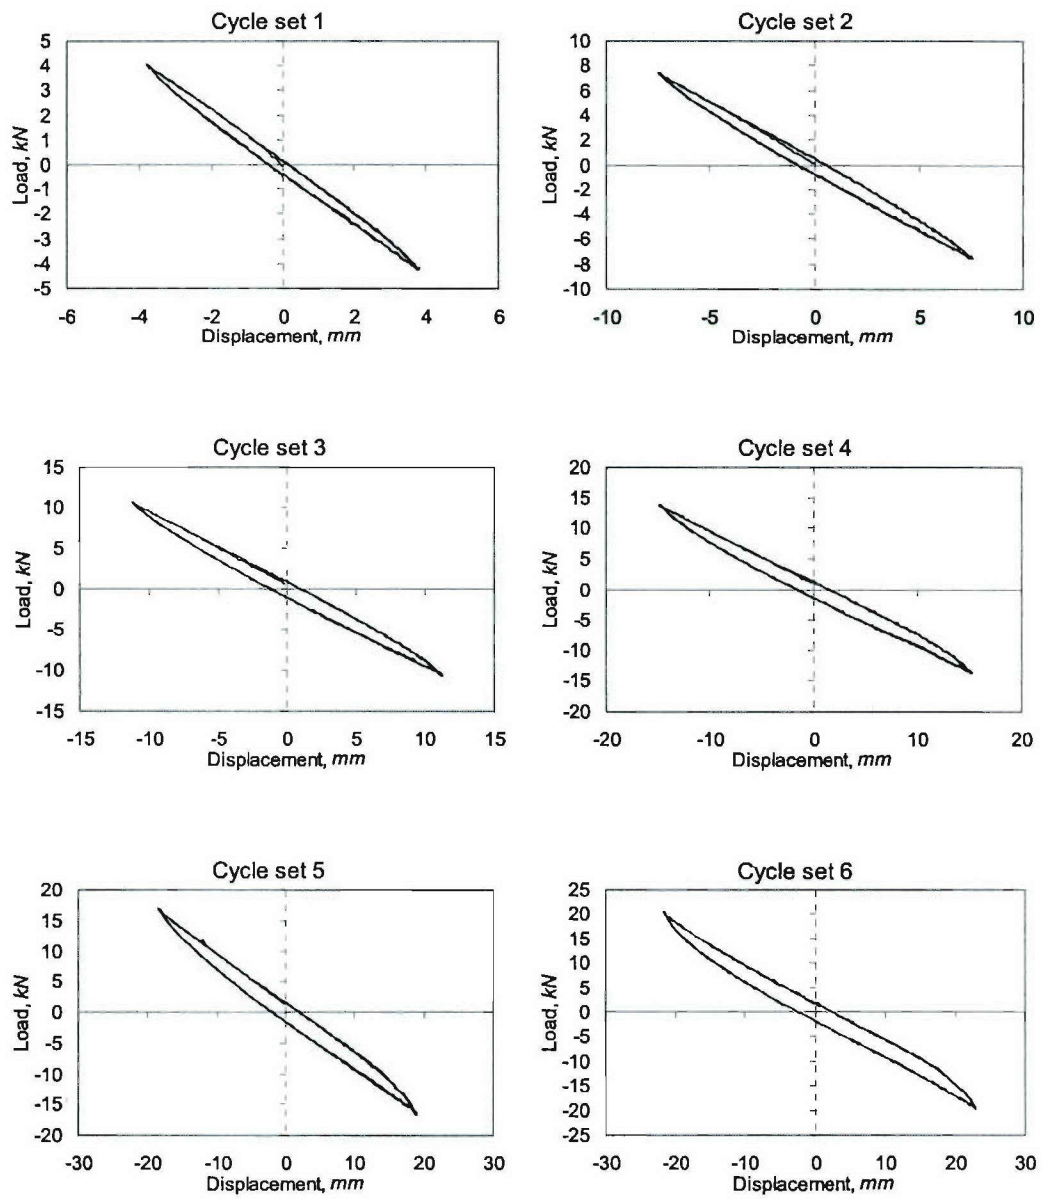 Cycle set 1
5
4
3
2
1
0
-1
-2
-3
-4
-5
Load, kN
-6 -4 -2 0 2 4 6
Displacement, mm
Cycle set 2
10
8
6
4
2
0
-2
-4
-6
-8
-10
Load, kN
-10 -5 0 5 10
Displacement, mm
Cycle set 3
15
10
5
0
-5
-10
-15
Load, kN
-15 -10 -5 0 5 10 15
Displacement, mm
Cycle set 4
20
15
10
5
0
-5
-10
-15
-20
Load, kN
-20 -10 0 10 20
Displacement, mm
Cycle set 5
20
15
10
5
0
-5
-10
-15
-20
Load, kN
-30 -20 -10 0 10 20 30
Displacement, mm
Cycle set 6
25
20
15
10
5
0
-5
-10
-15
-20
-25
Load, kN
-30 -20 -10 0 10 20 30
Displacement, mm